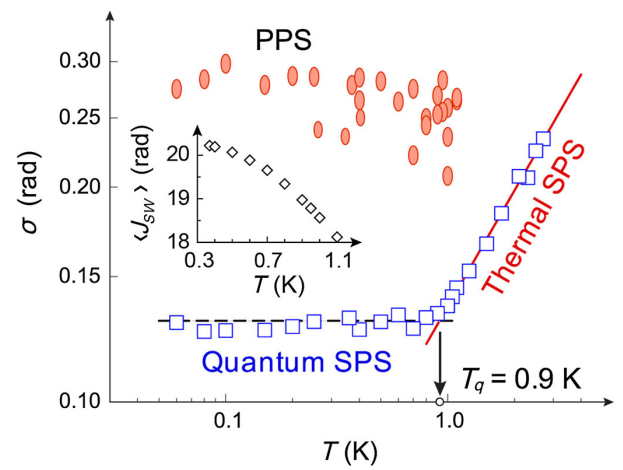 PPS
0.30
0.25
0.20
0.15
0.10
σ (rad)
⟨J_SW⟩ (rad)
20
19
18
0.3 0.7 1.1
T (K)
Thermal SPS
Quantum SPS
T_q = 0.9 K
0.1 1.0
T (K)